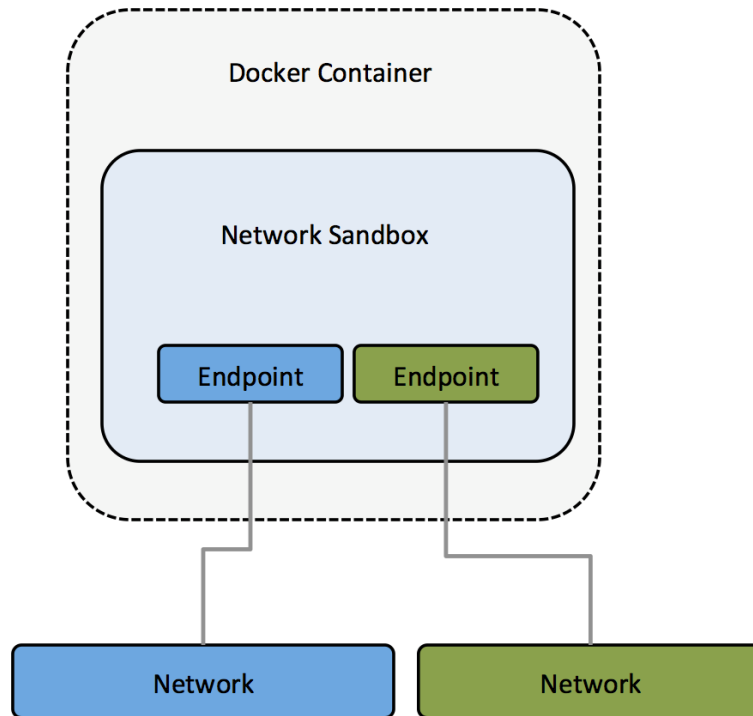 Docker Container
Network Sandbox
Endpoint
Endpoint
Network
Network